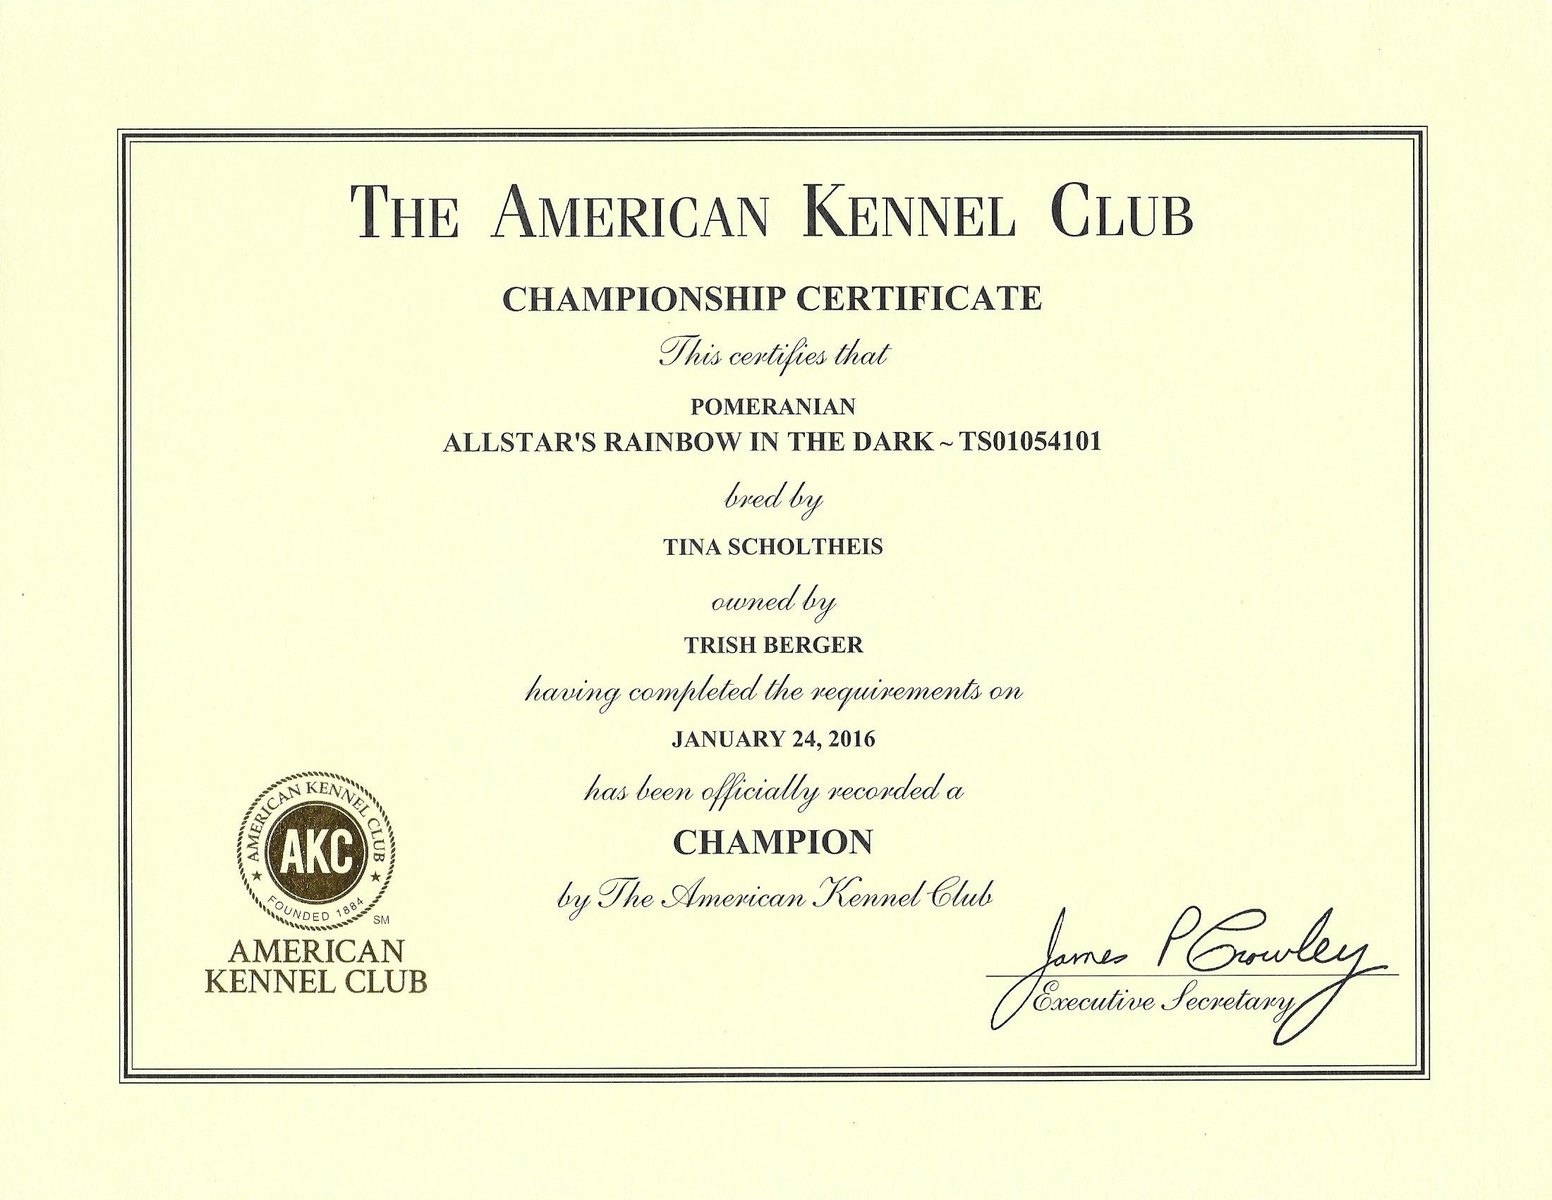 THE AMERICAN KENNEL CLUB
CHAMPIONSHIP CERTIFICATE
This certifies that
POMERANIAN
ALLSTAR'S RAINBOW IN THE DARK ~ TS01054101
bred by
TINA SCHOLTHEIS
owned by
TRISH BERGER
having completed the requirements on
JANUARY 24, 2016
has been officially recorded a
CHAMPION
by The American Kennel Club
AMERICAN KENNEL CLUB
AKC
FOUNDED 1884
SM
AMERICAN
KENNEL CLUB
James P Crowley
Executive Secretary